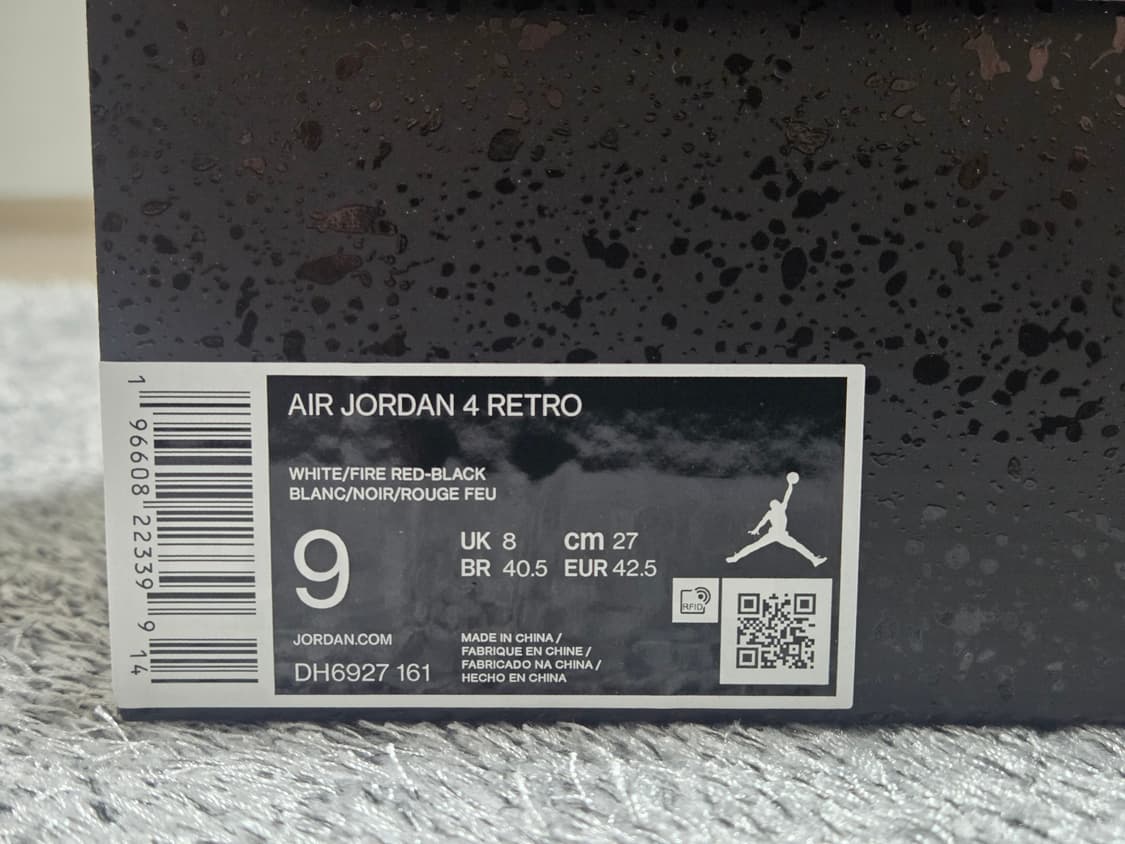 AIR JORDAN 4 RETRO
WHITE/FIRE RED-BLACK
BLANC/NOIR/ROUGE FEU
9
UK 8 cm 27
BR 40.5 EUR 42.5
RFID
JORDAN.COM
DH6927 161
MADE IN CHINA /
FABRIQUE EN CHINE /
FABRICADO NA CHINA /
HECHO EN CHINA
1 96608 22339 9 14